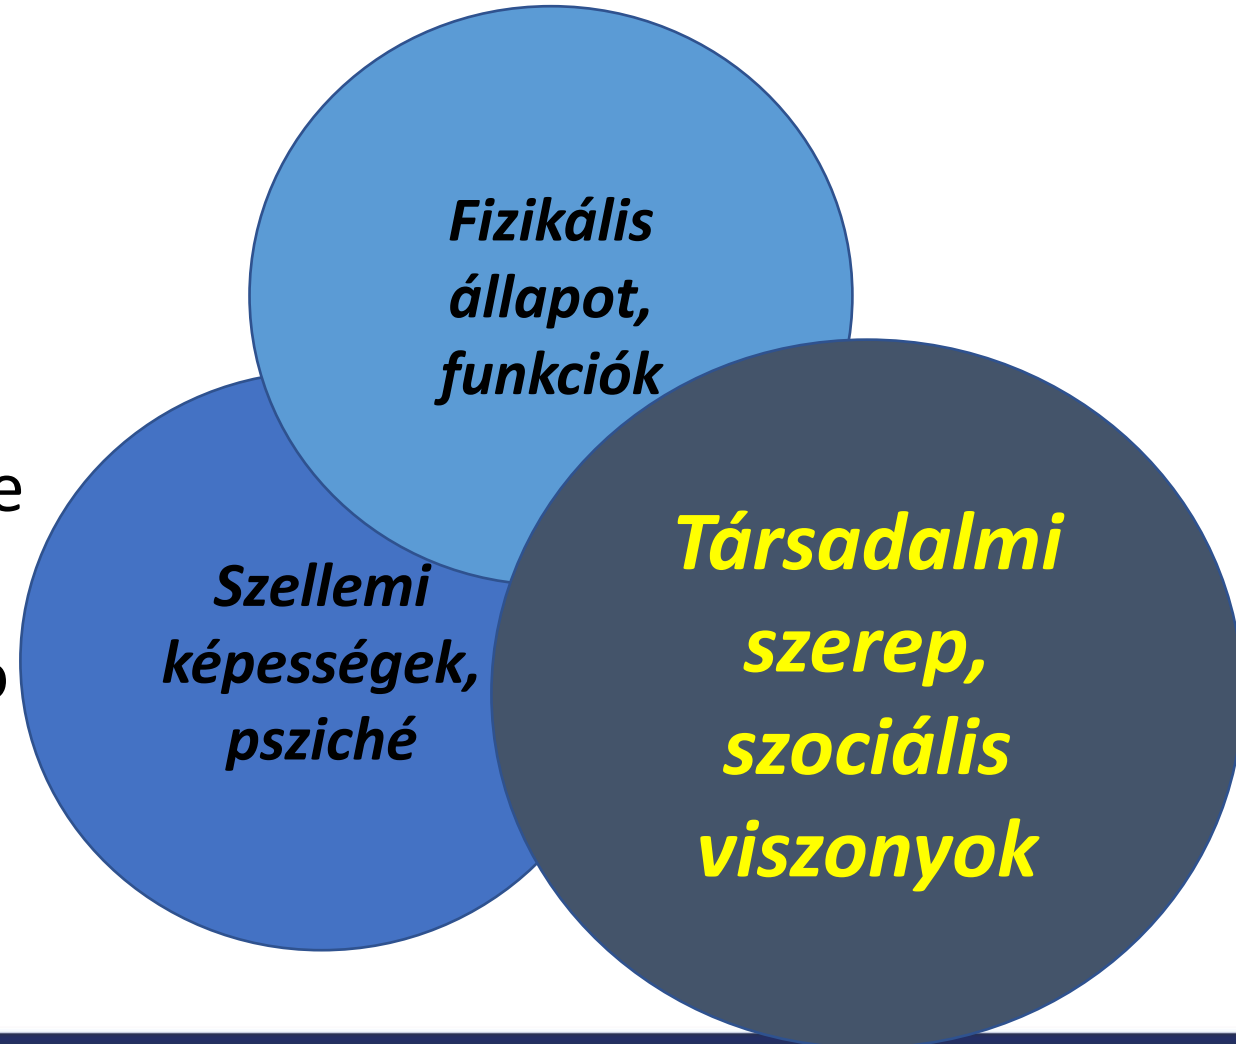 Fizikális
állapot,
funkciók
e
Szellemi
képességek,
psziché
Társadalmi
szerep,
szociális
viszonyok